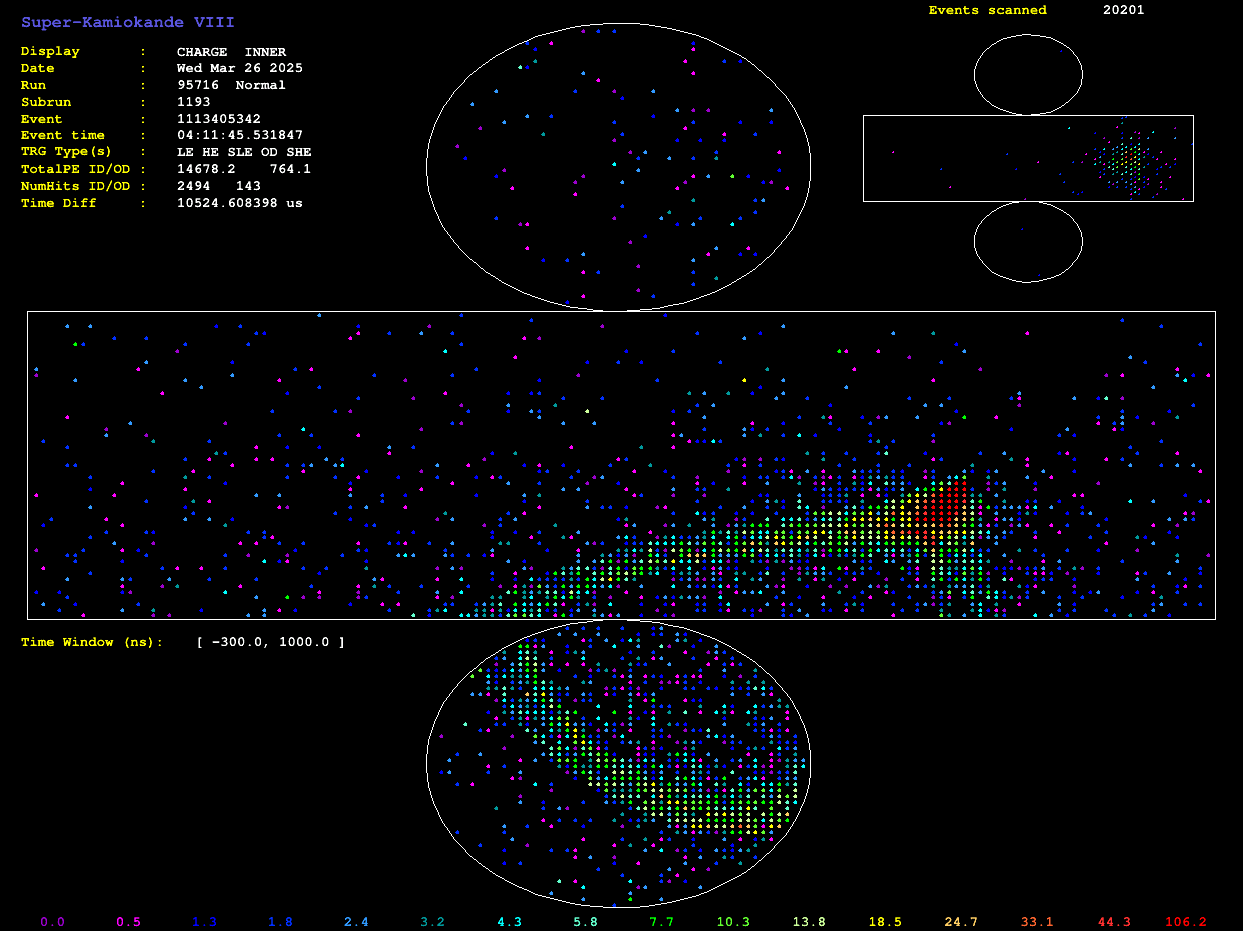 Super-Kamiokande VIII
Display : CHARGE INNER
Date : Wed Mar 26 2025
Run : 95716 Normal
Subrun : 1193
Event : 1113405342
Event time : 04:11:45.531847
TRG Type(s) : LE HE SLE OD SHE
TotalPE ID/OD : 14678.2 764.1
NumHits ID/OD : 2494 143
Time Diff : 10524.608398 us
Events scanned 20201
Time Window (ns): [ -300.0, 1000.0 ]
0.0 0.5 1.3 1.8 2.4 3.2 4.3 5.8 7.7 10.3 13.8 18.5 24.7 33.1 44.3 106.2